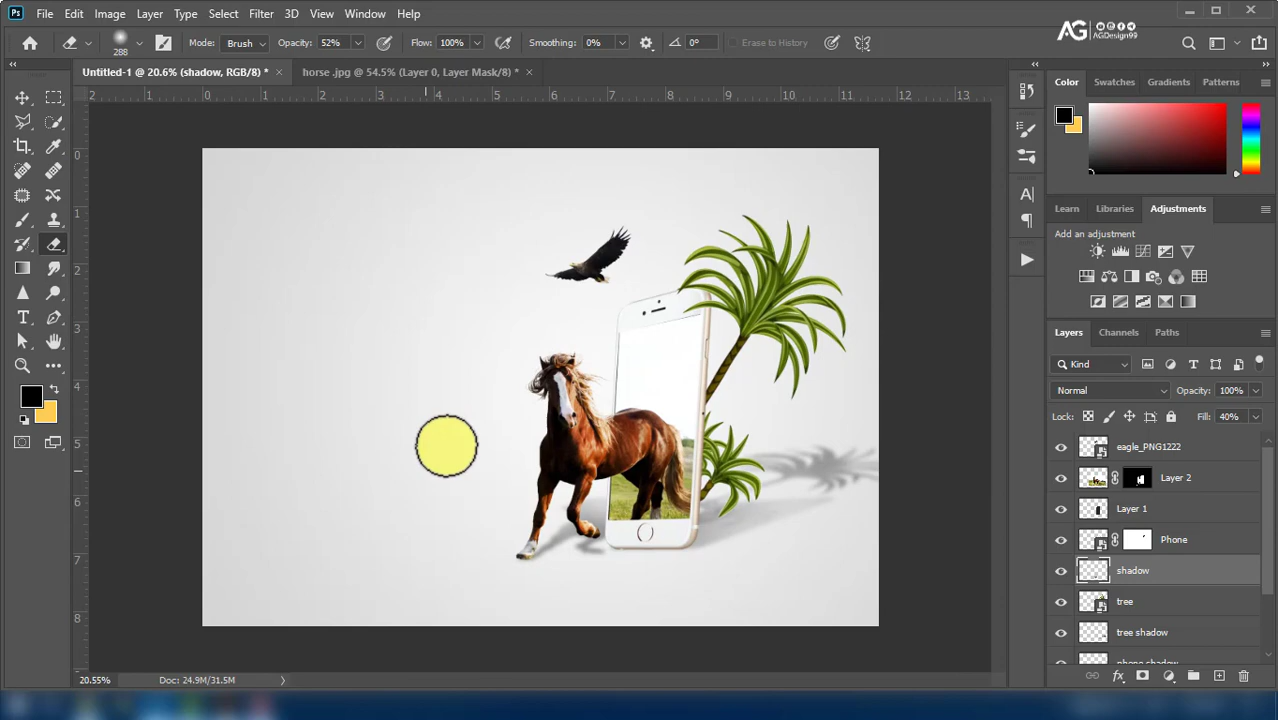 Ps File Edit Image Layer Type Select Filter 3D View Window Help
AG AGDesign99
288 Mode: Brush Opacity: 52% Flow: 100% Smoothing: 0% 0° Erase to History
Untitled-1 @ 20.6% (shadow, RGB/8) * × horse .jpg @ 54.5% (Layer 0, Layer Mask/8) * ×
2 1 0 1 2 3 4 5 6 7 8 9 10 11 12 13
0
1
2
3
4
5
6
7
8
Color Swatches Gradients Patterns
Learn Libraries Adjustments
Add an adjustment
Layers Channels Paths
Kind
Normal Opacity: 100%
Lock: Fill: 40%
eagle_PNG1222
Layer 2
Layer 1
Phone
shadow
tree
tree shadow
phone shadow
20.55% Doc: 24.9M/31.5M